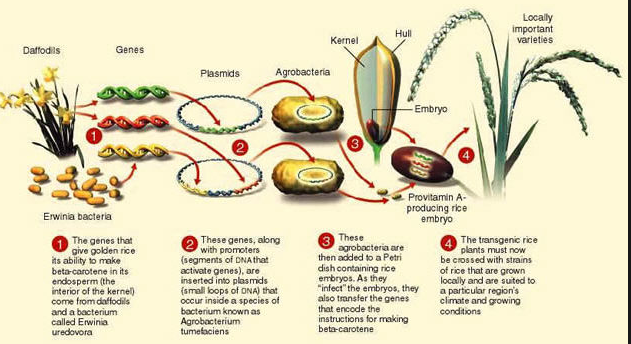 Daffodils
Genes
Plasmids
Agrobacteria
Kernel
Hull
Embryo
Locally
important
varieties
1
2
3
4
Erwinia bacteria
Provitamin A-
producing rice
embryo
1 The genes that
give golden rice
its ability to make
beta-carotene in its
endosperm (the
interior of the kernel)
come from daffodils
and a bacterium
called Erwinia
uredovora
2 These genes, along
with promoters
(segments of DNA that
activate genes), are
inserted into plasmids
(small loops of DNA) that
occur inside a species of
bacterium known as
Agrobacterium
tumefaciens
3 These
agrobacteria are
then added to a Petri
dish containing rice
embryos. As they
"infect" the embryos, they
also transfer the genes
that encode the
instructions for making
beta-carotene
4 The transgenic rice
plants must now
be crossed with strains
of rice that are grown
locally and are suited to
a particular region's
climate and growing
conditions